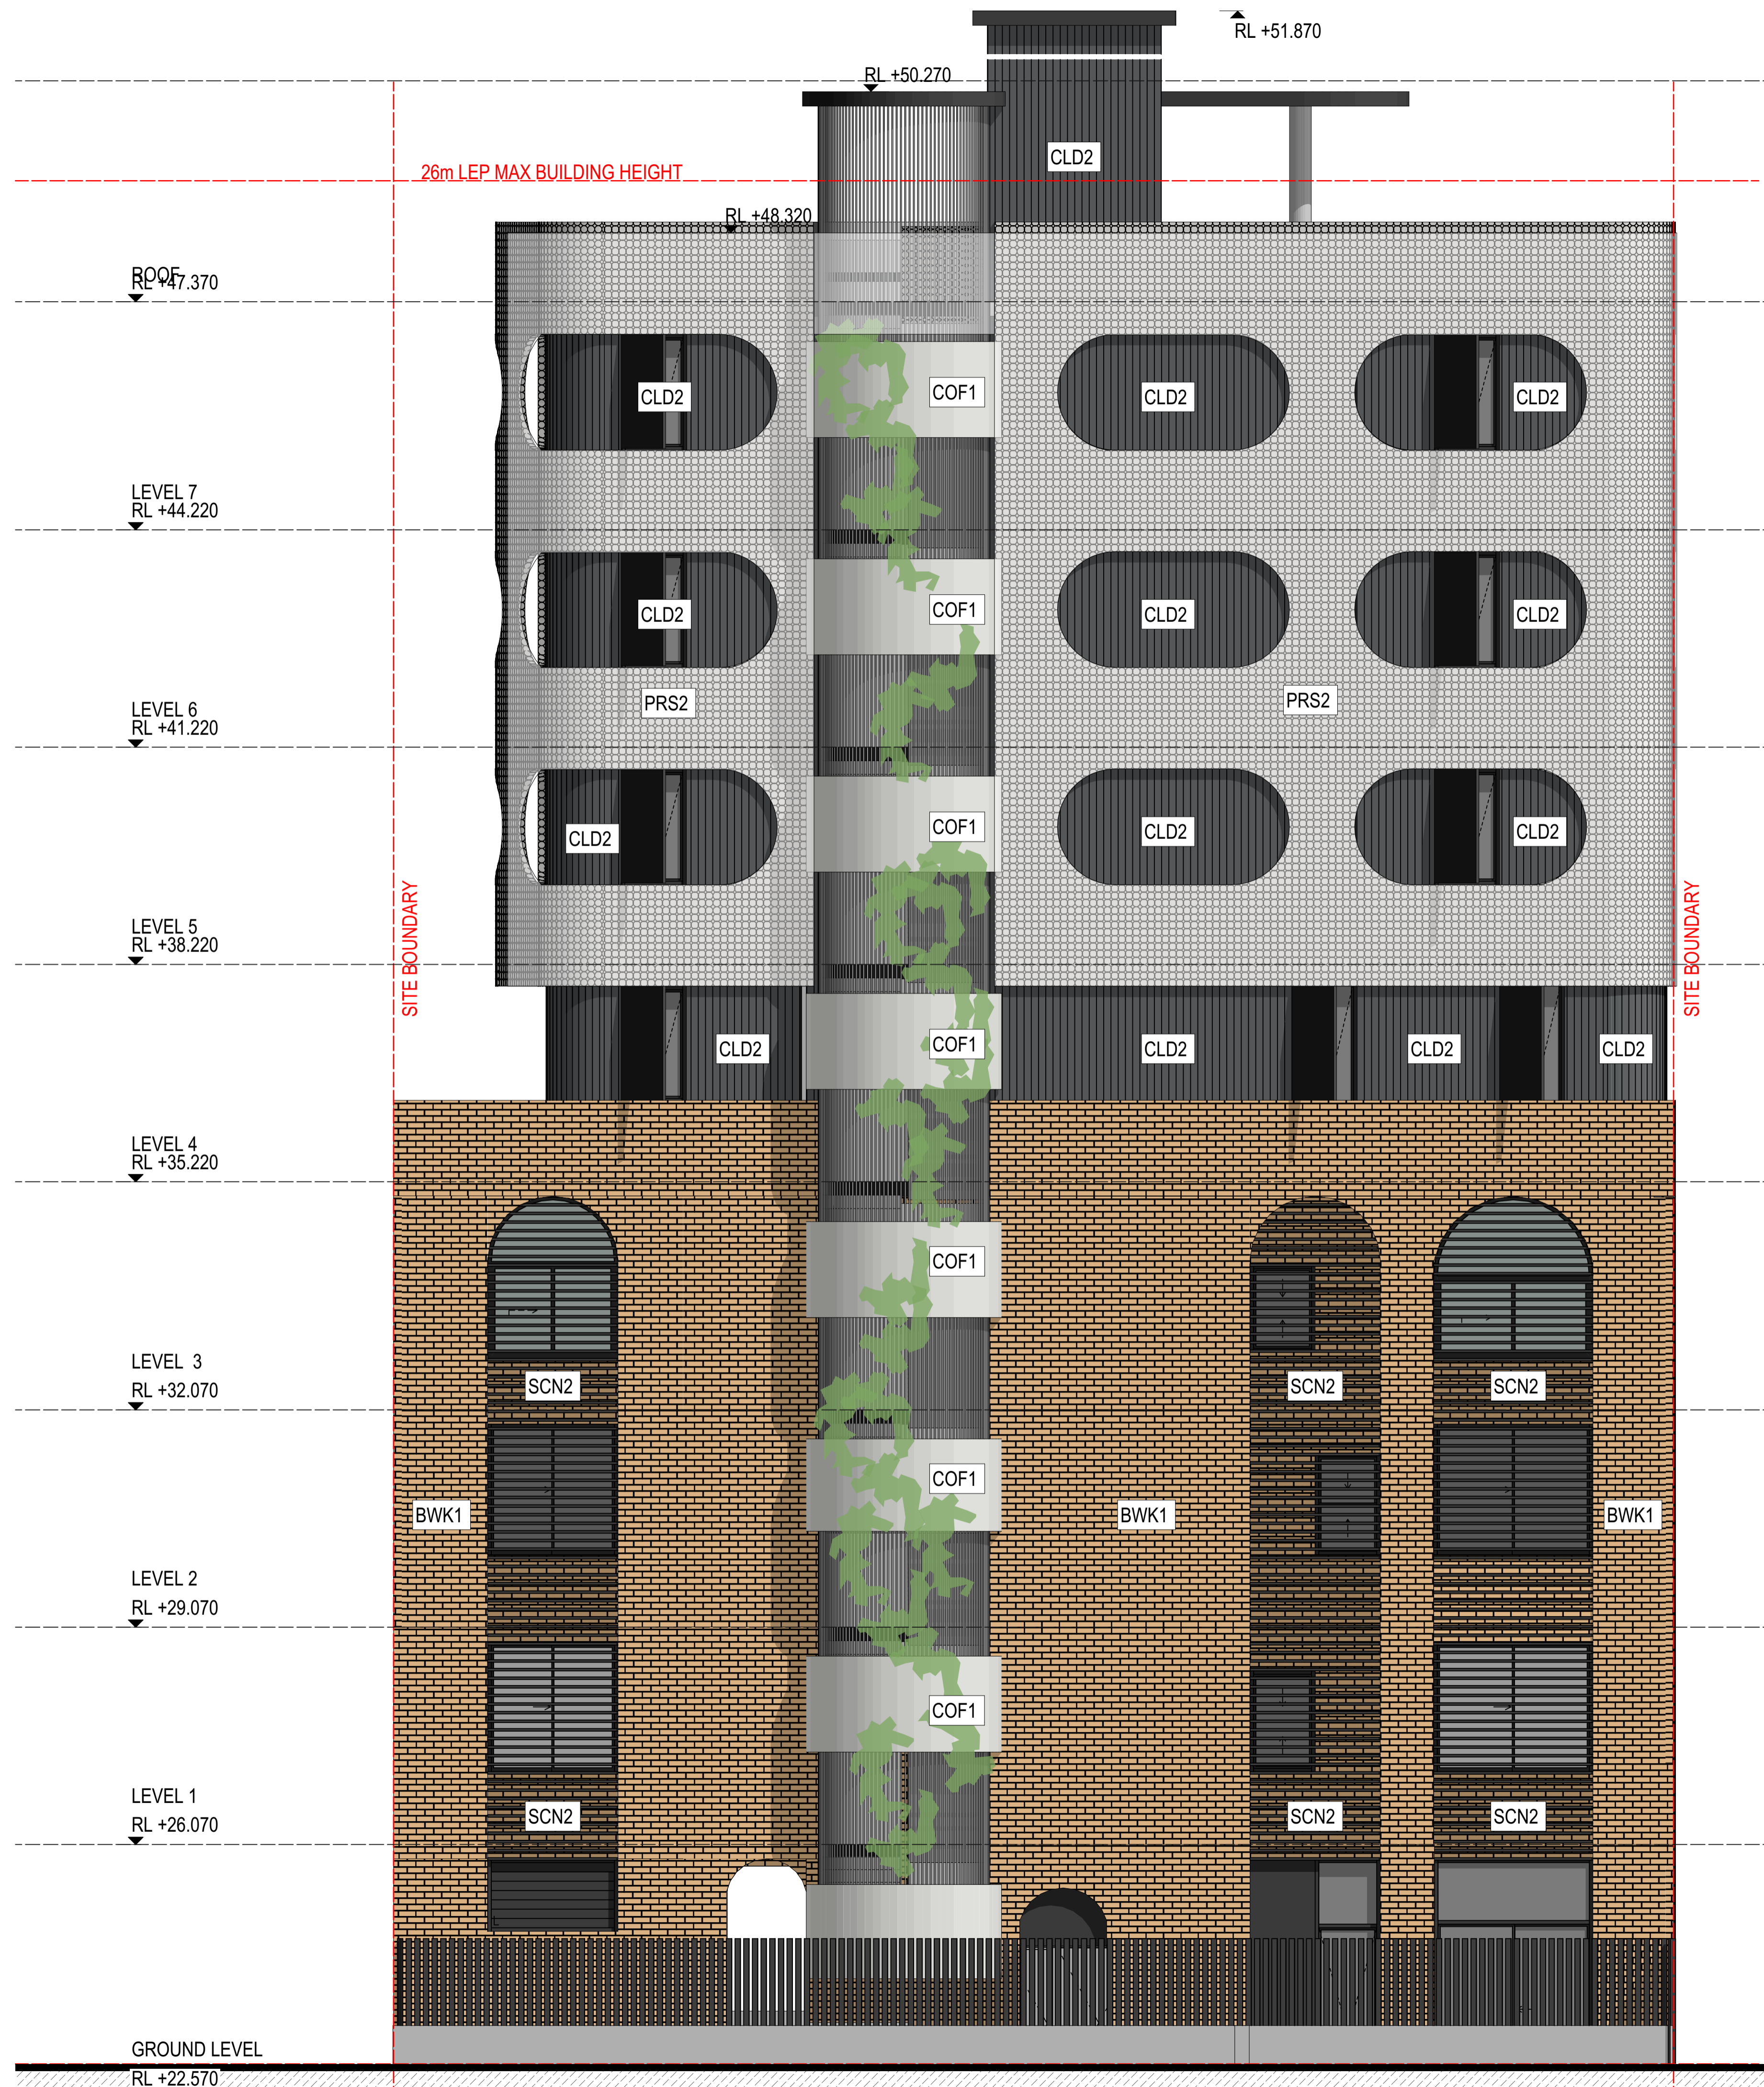 RL +51.870
RL +50.270
CLD2
26m LEP MAX BUILDING HEIGHT
RL +48.320
ROOF
RL +47.370
CLD2
COF1
CLD2
CLD2
LEVEL 7
RL +44.220
CLD2
COF1
CLD2
CLD2
PRS2
PRS2
LEVEL 6
RL +41.220
CLD2
COF1
CLD2
CLD2
SITE BOUNDARY
SITE BOUNDARY
LEVEL 5
RL +38.220
CLD2
COF1
CLD2
CLD2
CLD2
LEVEL 4
RL +35.220
COF1
LEVEL 3
RL +32.070
SCN2
SCN2
SCN2
COF1
BWK1
BWK1
BWK1
LEVEL 2
RL +29.070
COF1
LEVEL 1
RL +26.070
SCN2
SCN2
SCN2
GROUND LEVEL
RL +22.570